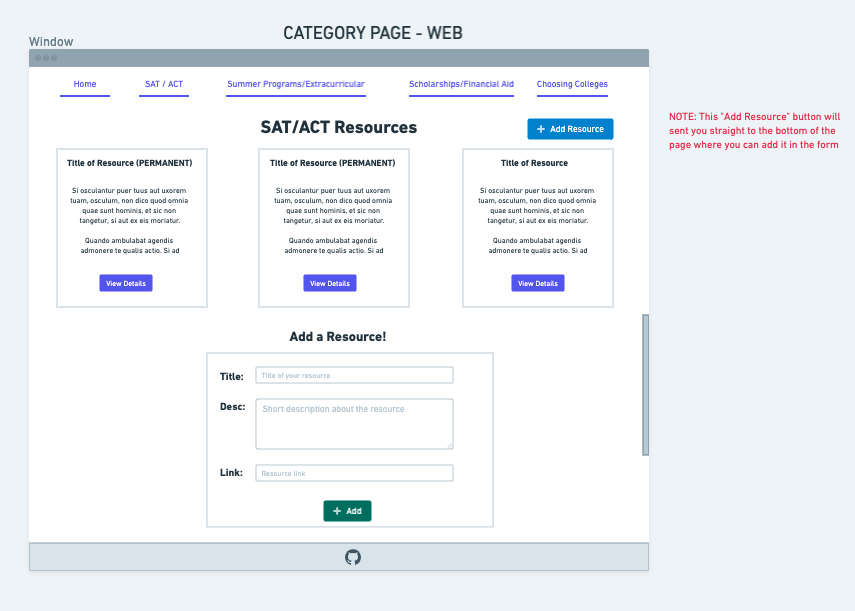 CATEGORY PAGE - WEB
Window
Home SAT / ACT Summer Programs/Extracurricular Scholarships/Financial Aid Choosing Colleges
SAT/ACT Resources
+ Add Resource
NOTE: This "Add Resource" button will
sent you straight to the bottom of the
page where you can add it in the form
Title of Resource (PERMANENT)
Si osculantur puer tuus aut uxorem
tuam, osculum, non dico quod omnia
quae sunt hominis, et sic non
tangetur, si aut ex eis moriatur.
Quando ambulabat agendis
admonere te qualis actio. Si ad
View Details
Title of Resource (PERMANENT)
Si osculantur puer tuus aut uxorem
tuam, osculum, non dico quod omnia
quae sunt hominis, et sic non
tangetur, si aut ex eis moriatur.
Quando ambulabat agendis
admonere te qualis actio. Si ad
View Details
Title of Resource
Si osculantur puer tuus aut uxorem
tuam, osculum, non dico quod omnia
quae sunt hominis, et sic non
tangetur, si aut ex eis moriatur.
Quando ambulabat agendis
admonere te qualis actio. Si ad
View Details
Add a Resource!
Title: Title of your resource
Desc: Short description about the resource
Link: Resource link
+ Add